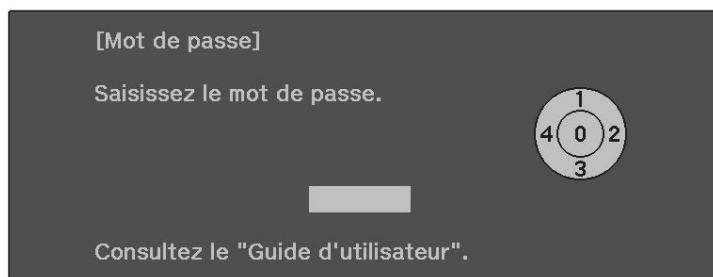 [Mot de passe]
Saisissez le mot de passe.
1
4 0 2
3
Consultez le "Guide d'utilisateur".